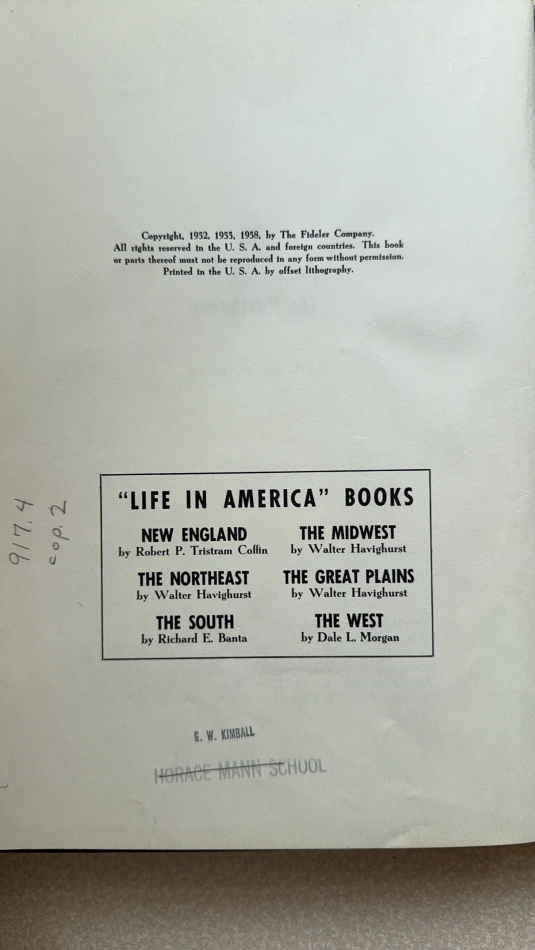 Copyright, 1952, 1955, 1958, by The Fideler Company.
All rights reserved in the U. S. A. and foreign countries. This book
or parts thereof must not be reproduced in any form without permission.
Printed in the U. S. A. by offset lithography.
917.4
cop. 2
"LIFE IN AMERICA" BOOKS
NEW ENGLAND
by Robert P. Tristram Coffin
THE NORTHEAST
by Walter Havighurst
THE SOUTH
by Richard E. Banta
THE MIDWEST
by Walter Havighurst
THE GREAT PLAINS
by Walter Havighurst
THE WEST
by Dale L. Morgan
G. W. KIMBALL
HORACE MANN SCHOOL